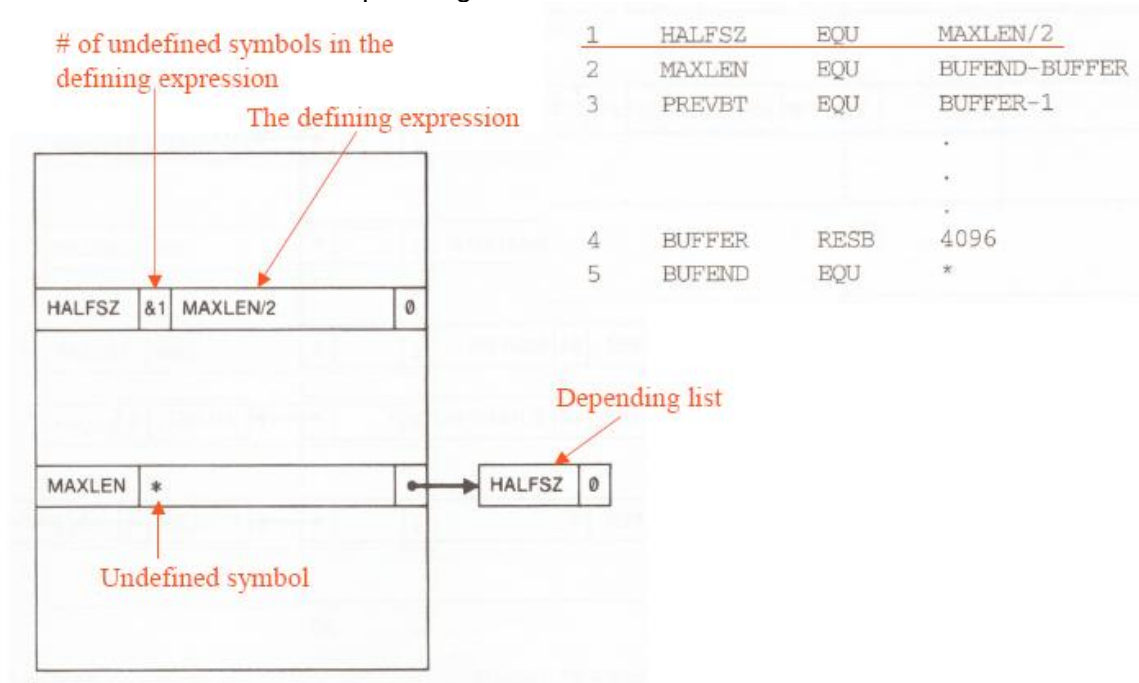 # of undefined symbols in the
defining expression
The defining expression
1 HALFSZ EQU MAXLEN/2
2 MAXLEN EQU BUFEND-BUFFER
3 PREVBT EQU BUFFER-1
.
.
.
4 BUFFER RESB 4096
5 BUFEND EQU *
HALFSZ &1 MAXLEN/2 0
Depending list
MAXLEN * HALFSZ 0
Undefined symbol